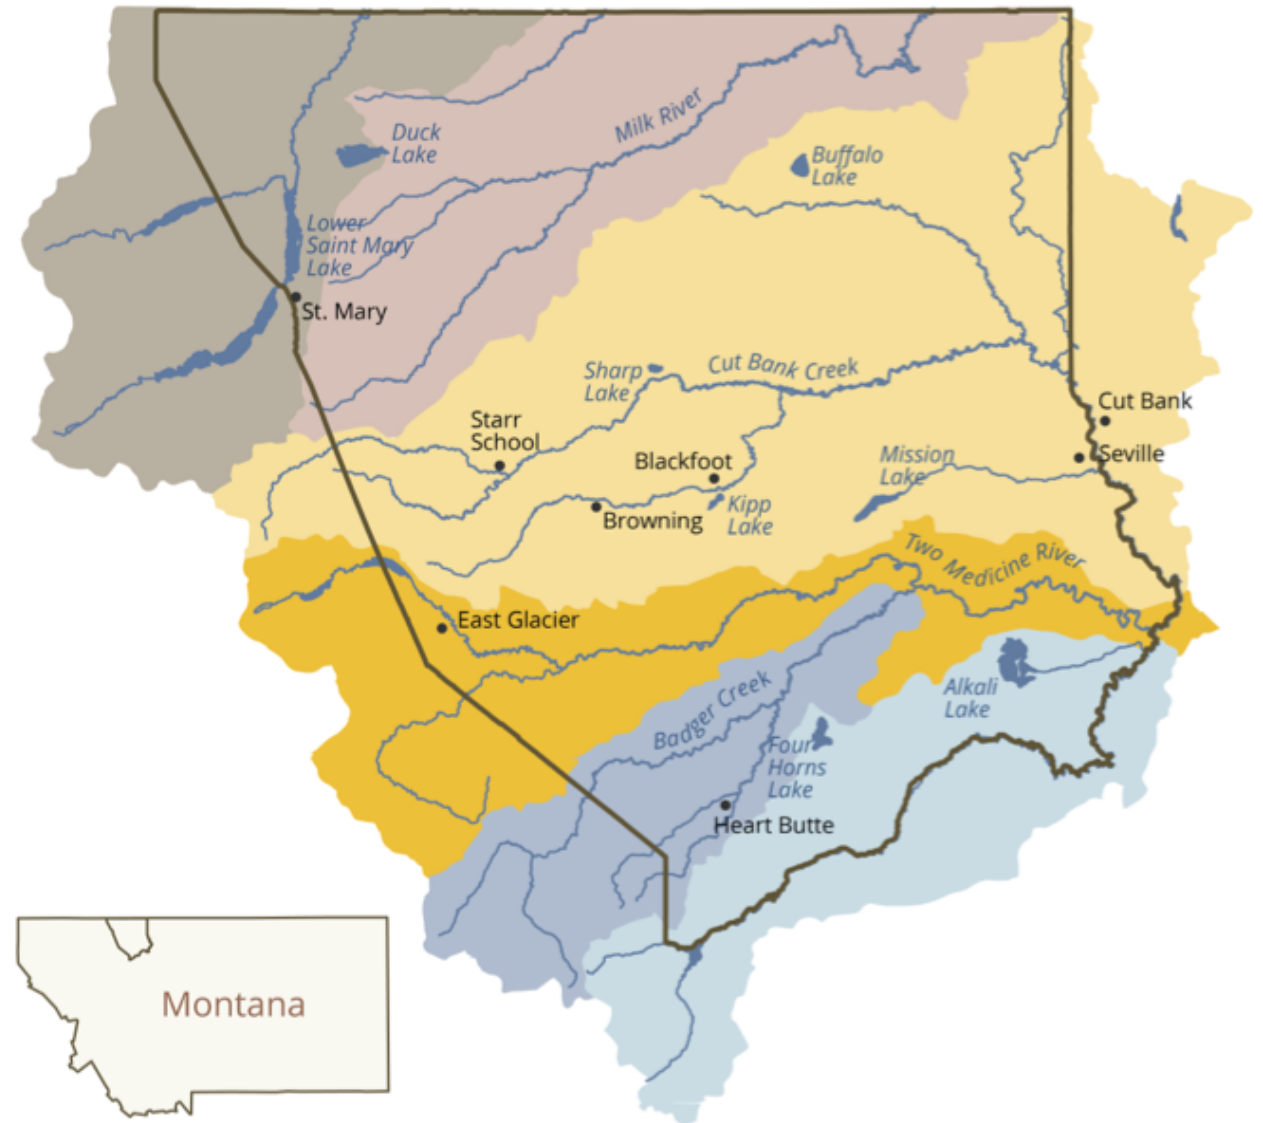 Milk River
Duck
Lake
Buffalo
Lake
Lower
Saint Mary
Lake
St. Mary
Sharp
Lake
Cut Bank Creek
Cut Bank
Starr
School
Blackfoot
Mission
Lake
Seville
Kipp
Lake
Browning
Two Medicine River
East Glacier
Badger Creek
Alkali
Lake
Four
Horns
Lake
Heart Butte
Montana